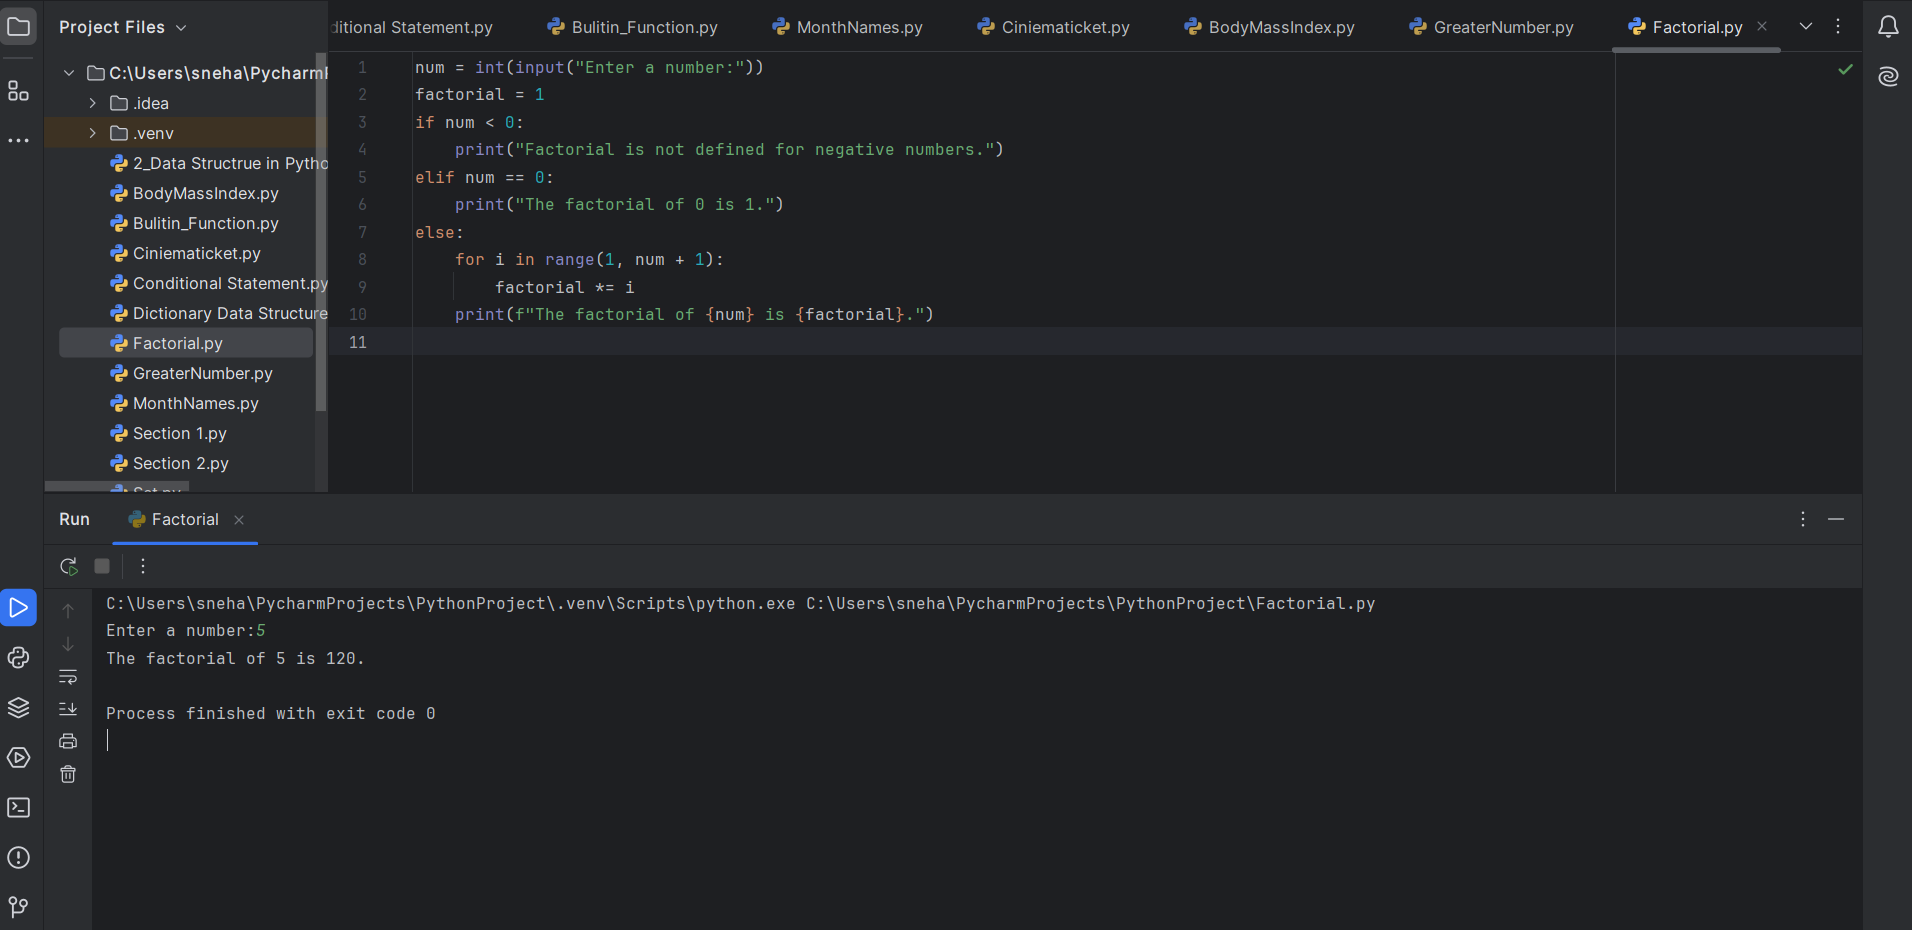 Project Files
ditional Statement.py
Bulitin_Function.py
MonthNames.py
Ciniematicket.py
BodyMassIndex.py
GreaterNumber.py
Factorial.py
C:\Users\sneha\Pycharm
.idea
.venv
2_Data Structrue in Pytho
BodyMassIndex.py
Bulitin_Function.py
Ciniematicket.py
Conditional Statement.py
Dictionary Data Structure
Factorial.py
GreaterNumber.py
MonthNames.py
Section 1.py
Section 2.py
1 num = int(input("Enter a number:"))
2 factorial = 1
3 if num < 0:
4 print("Factorial is not defined for negative numbers.")
5 elif num == 0:
6 print("The factorial of 0 is 1.")
7 else:
8 for i in range(1, num + 1):
9 factorial *= i
10 print(f"The factorial of {num} is {factorial}.")
11
Run
Factorial
C:\Users\sneha\PycharmProjects\PythonProject\.venv\Scripts\python.exe C:\Users\sneha\PycharmProjects\PythonProject\Factorial.py
Enter a number:5
The factorial of 5 is 120.
Process finished with exit code 0